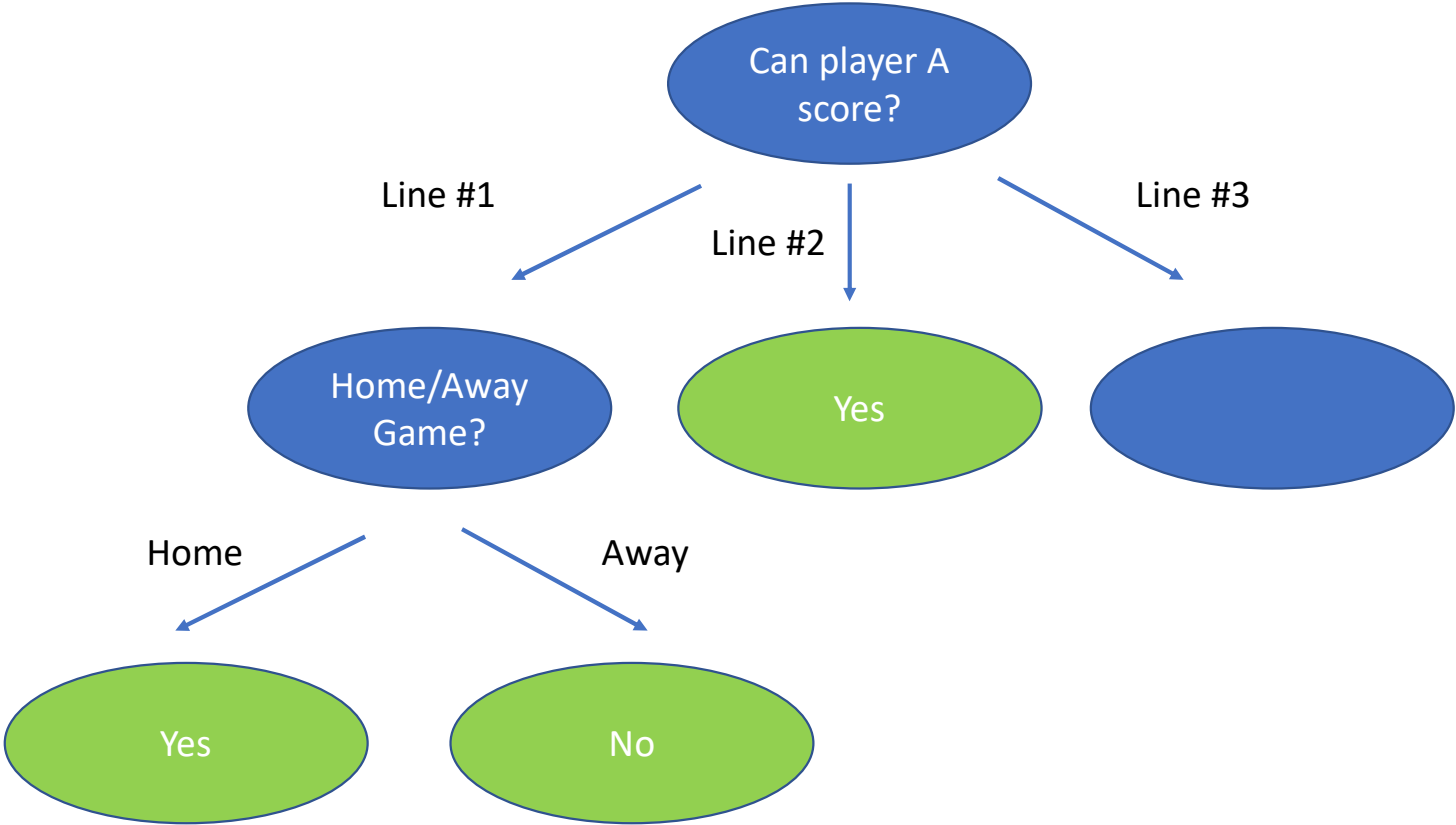 Can player A
score?
Line #1
Line #2
Line #3
Home/Away
Game?
Yes
Home
Away
Yes
No